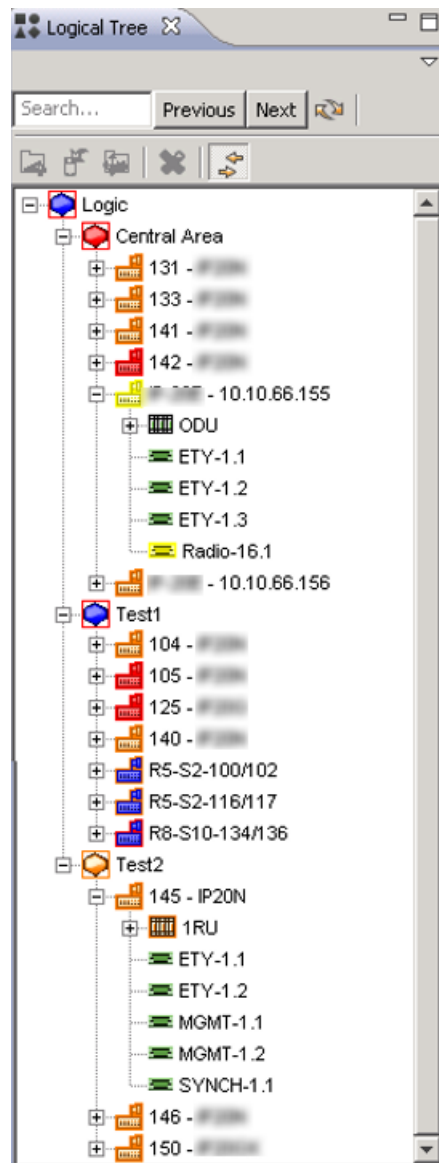 Logical Tree
Search...
Previous Next
Logic
Central Area
131 -
133 -
141 -
142 -
- 10.10.66.155
ODU
ETY-1.1
ETY-1.2
ETY-1.3
Radio-16.1
- 10.10.66.156
Test1
104 -
105 -
125 -
140 -
R5-S2-100/102
R5-S2-116/117
R8-S10-134/136
Test2
145 - IP20N
1RU
ETY-1.1
ETY-1.2
MGMT-1.1
MGMT-1.2
SYNCH-1.1
146 -
150 -